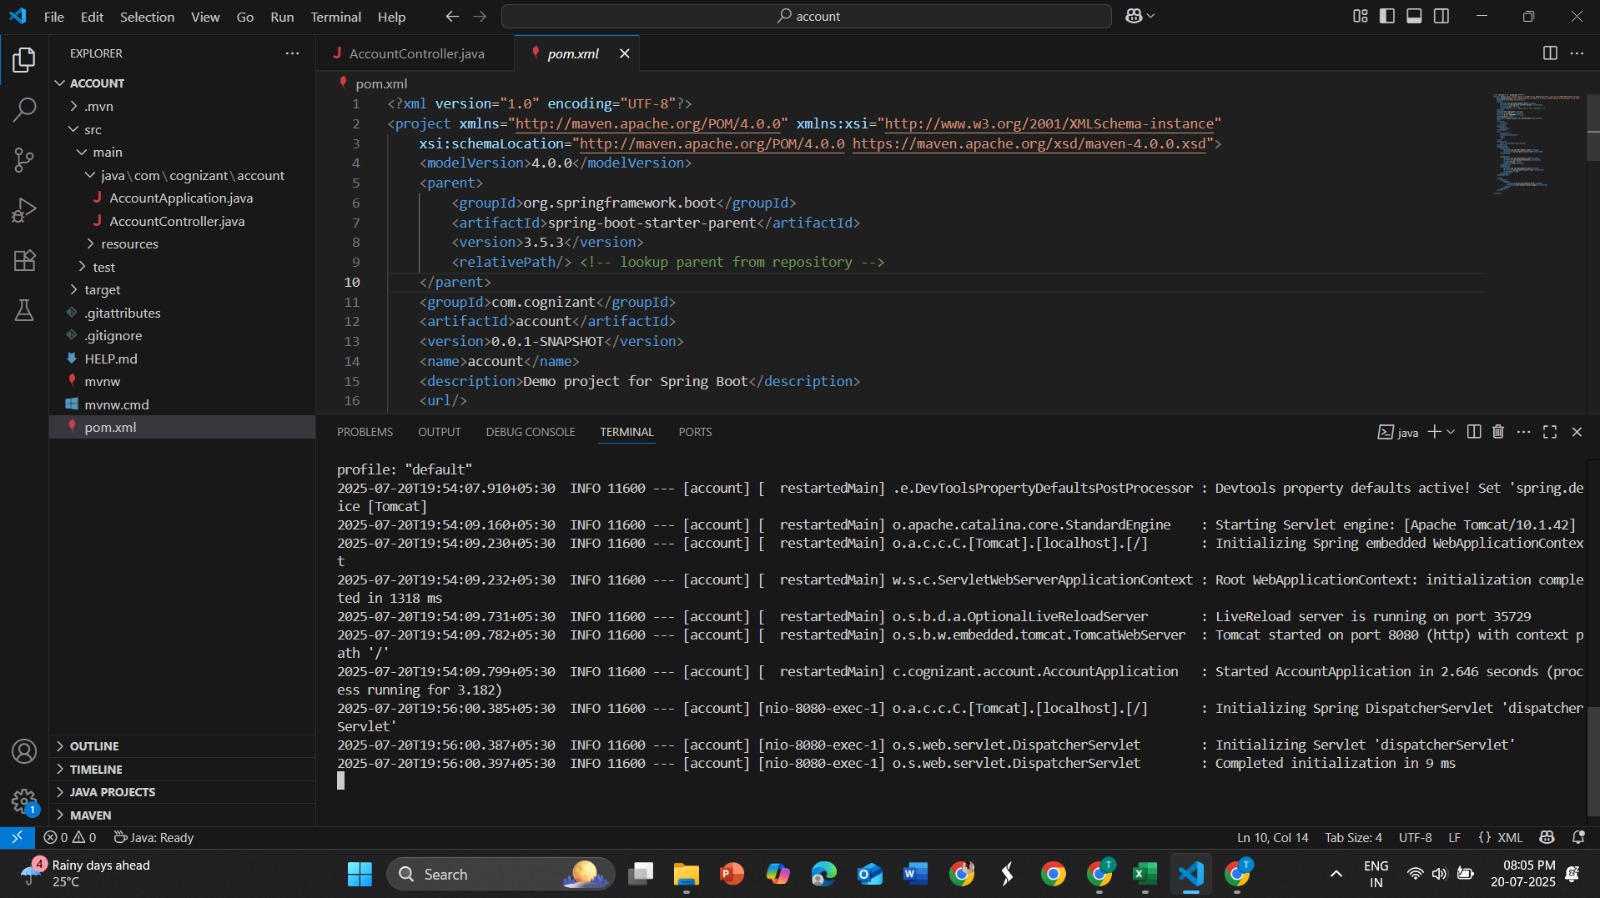 File Edit Selection View Go Run Terminal Help
account
EXPLORER
ACCOUNT
.mvn
src
main
java\com\cognizant\account
AccountApplication.java
AccountController.java
resources
test
target
.gitattributes
.gitignore
HELP.md
mvnw
mvnw.cmd
pom.xml
OUTLINE
TIMELINE
JAVA PROJECTS
MAVEN
1
AccountController.java
pom.xml
pom.xml
1 <?xml version="1.0" encoding="UTF-8"?>
2 <project xmlns="http://maven.apache.org/POM/4.0.0" xmlns:xsi="http://www.w3.org/2001/XMLSchema-instance"
3 xsi:schemaLocation="http://maven.apache.org/POM/4.0.0 https://maven.apache.org/xsd/maven-4.0.0.xsd">
4 <modelVersion>4.0.0</modelVersion>
5 <parent>
6 <groupId>org.springframework.boot</groupId>
7 <artifactId>spring-boot-starter-parent</artifactId>
8 <version>3.5.3</version>
9 <relativePath/> <!-- lookup parent from repository -->
10 </parent>
11 <groupId>com.cognizant</groupId>
12 <artifactId>account</artifactId>
13 <version>0.0.1-SNAPSHOT</version>
14 <name>account</name>
15 <description>Demo project for Spring Boot</description>
16 <url/>
PROBLEMS OUTPUT DEBUG CONSOLE TERMINAL PORTS
java
profile: "default"
2025-07-20T19:54:07.910+05:30 INFO 11600 --- [account] [ restartedMain] .e.DevToolsPropertyDefaultsPostProcessor : Devtools property defaults active! Set 'spring.de
ice [Tomcat]
2025-07-20T19:54:09.160+05:30 INFO 11600 --- [account] [ restartedMain] o.apache.catalina.core.StandardEngine : Starting Servlet engine: [Apache Tomcat/10.1.42]
2025-07-20T19:54:09.230+05:30 INFO 11600 --- [account] [ restartedMain] o.a.c.c.C.[Tomcat].[localhost].[/] : Initializing Spring embedded WebApplicationContex
t
2025-07-20T19:54:09.232+05:30 INFO 11600 --- [account] [ restartedMain] w.s.c.ServletWebServerApplicationContext : Root WebApplicationContext: initialization comple
ted in 1318 ms
2025-07-20T19:54:09.731+05:30 INFO 11600 --- [account] [ restartedMain] o.s.b.d.a.OptionalLiveReloadServer : LiveReload server is running on port 35729
2025-07-20T19:54:09.782+05:30 INFO 11600 --- [account] [ restartedMain] o.s.b.w.embedded.tomcat.TomcatWebServer : Tomcat started on port 8080 (http) with context p
ath '/'
2025-07-20T19:54:09.799+05:30 INFO 11600 --- [account] [ restartedMain] c.cognizant.account.AccountApplication : Started AccountApplication in 2.646 seconds (proc
ess running for 3.182)
2025-07-20T19:56:00.385+05:30 INFO 11600 --- [account] [nio-8080-exec-1] o.a.c.c.C.[Tomcat].[localhost].[/] : Initializing Spring DispatcherServlet 'dispatcher
Servlet'
2025-07-20T19:56:00.387+05:30 INFO 11600 --- [account] [nio-8080-exec-1] o.s.web.servlet.DispatcherServlet : Initializing Servlet 'dispatcherServlet'
2025-07-20T19:56:00.397+05:30 INFO 11600 --- [account] [nio-8080-exec-1] o.s.web.servlet.DispatcherServlet : Completed initialization in 9 ms
0 0 Java: Ready Ln 10, Col 14 Tab Size: 4 UTF-8 LF {} XML
4 Rainy days ahead
25°C
Search
ENG
IN
08:05 PM
20-07-2025